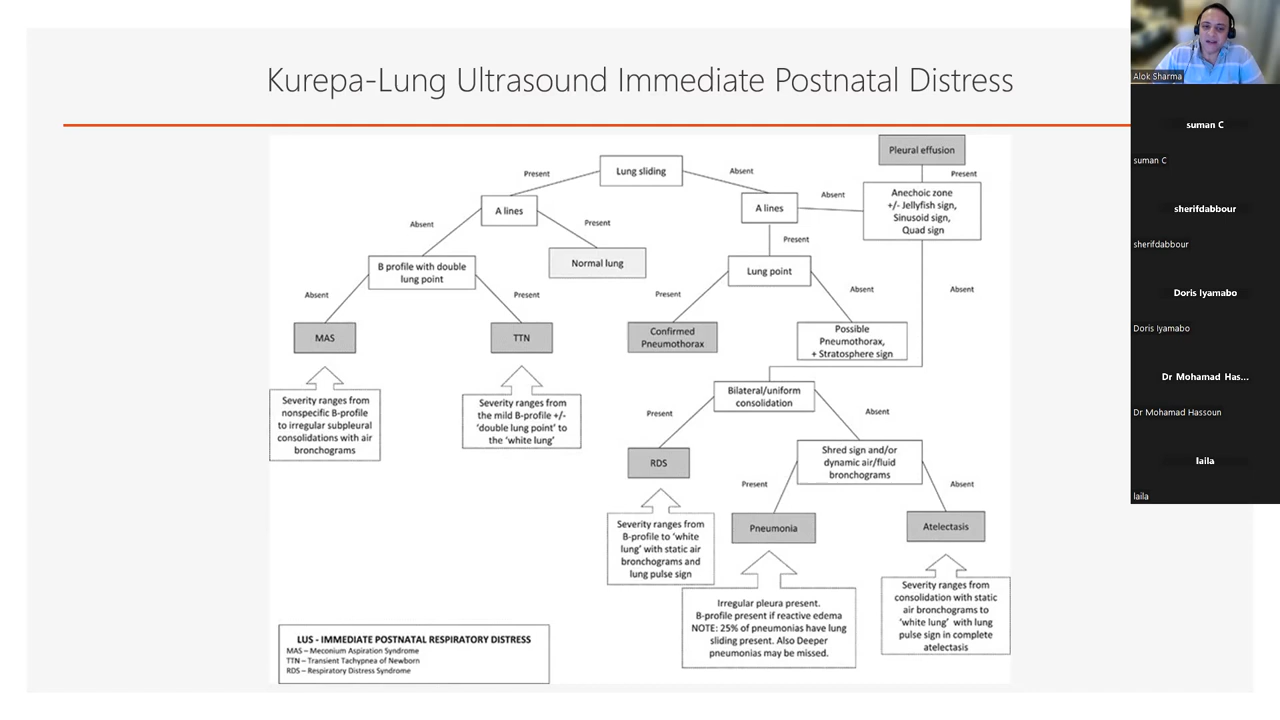 Kurepa-Lung Ultrasound Immediate Postnatal Distress
Pleural effusion
Present
Lung sliding
Present
Absent
A lines
Absent
Present
A lines
Absent
Anechoic zone
+/- Jellyfish sign,
Sinusoid sign,
Quad sign
Present
Absent
B profile with double
lung point
Normal lung
Lung point
Absent
Present
Present
Absent
MAS
TTN
Confirmed
Pneumothorax
Possible
Pneumothorax,
+ Stratosphere sign
Severity ranges from
nonspecific B-profile
to irregular subpleural
consolidations with air
bronchograms
Severity ranges from
the mild B-profile +/-
‘double lung point’ to
the ‘white lung’
Bilateral/uniform
consolidation
Present
Absent
RDS
Shred sign and/or
dynamic air/fluid
bronchograms
Present
Absent
Severity ranges from
B-profile to ‘white
lung’ with static air
bronchograms and
lung pulse sign
Pneumonia
Atelectasis
Irregular pleura present.
B-profile present if reactive edema
NOTE: 25% of pneumonias have lung
sliding present. Also Deeper
pneumonias may be missed.
Severity ranges from
consolidation with static
air bronchograms to
‘white lung’ with lung
pulse sign in complete
atelectasis
LUS - IMMEDIATE POSTNATAL RESPIRATORY DISTRESS
MAS – Meconium Aspiration Syndrome
TTN – Transient Tachypnea of Newborn
RDS – Respiratory Distress Syndrome
Alok Sharma
suman C
suman C
sherifdabbour
sherifdabbour
Doris Iyamabo
Doris Iyamabo
Dr Mohamad Has...
Dr Mohamad Hassoun
laila
laila